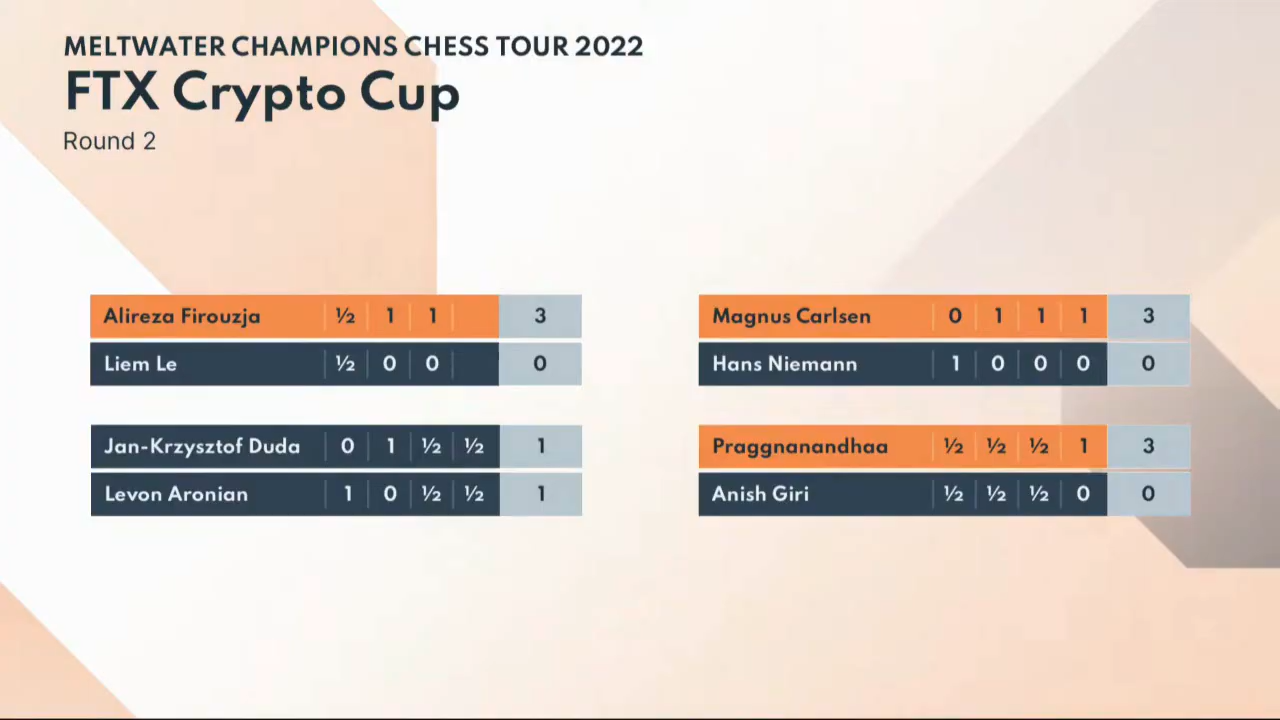 MELTWATER CHAMPIONS CHESS TOUR 2022
FTX Crypto Cup
Round 2
Alireza Firouzja ½ 1 1 3
Liem Le ½ 0 0 0
Jan-Krzysztof Duda 0 1 ½ ½ 1
Levon Aronian 1 0 ½ ½ 1
Magnus Carlsen 0 1 1 1 3
Hans Niemann 1 0 0 0 0
Praggnanandhaa ½ ½ ½ 1 3
Anish Giri ½ ½ ½ 0 0